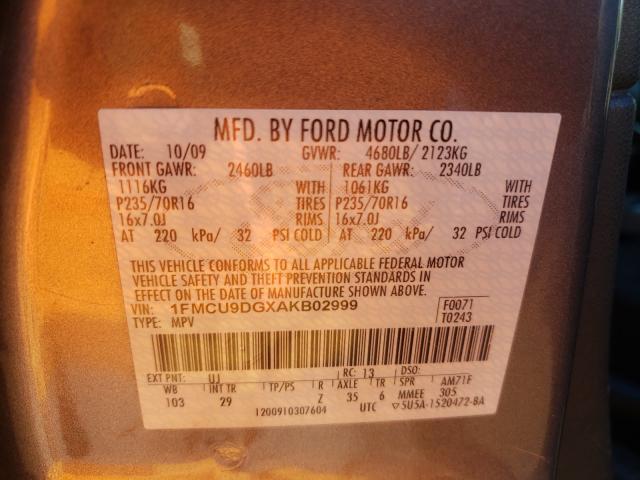 MFD. BY FORD MOTOR CO.
DATE: 10/09 GVWR: 4680LB/ 2123KG
FRONT GAWR: 2460LB REAR GAWR: 2340LB
1116KG WITH 1061KG WITH
P235/70R16 TIRES P235/70R16 TIRES
16x7.0J RIMS 16x7.0J RIMS
AT 220 kPa/ 32 PSI COLD AT 220 kPa/ 32 PSI COLD
THIS VEHICLE CONFORMS TO ALL APPLICABLE FEDERAL MOTOR
VEHICLE SAFETY AND THEFT PREVENTION STANDARDS IN
EFFECT ON THE DATE OF MANUFACTURE SHOWN ABOVE.
VIN: 1FMCU9DGXAKB02999 F0071
TYPE: MPV T0243
EXT PNT: UJ RC: 13 DSO:
WB INT TR TP/PS R AXLE TR SPR AM71E
103 29 Z 35 6 MMEE 305
1200910307604 UTC ▽5U5A-1520472-BA